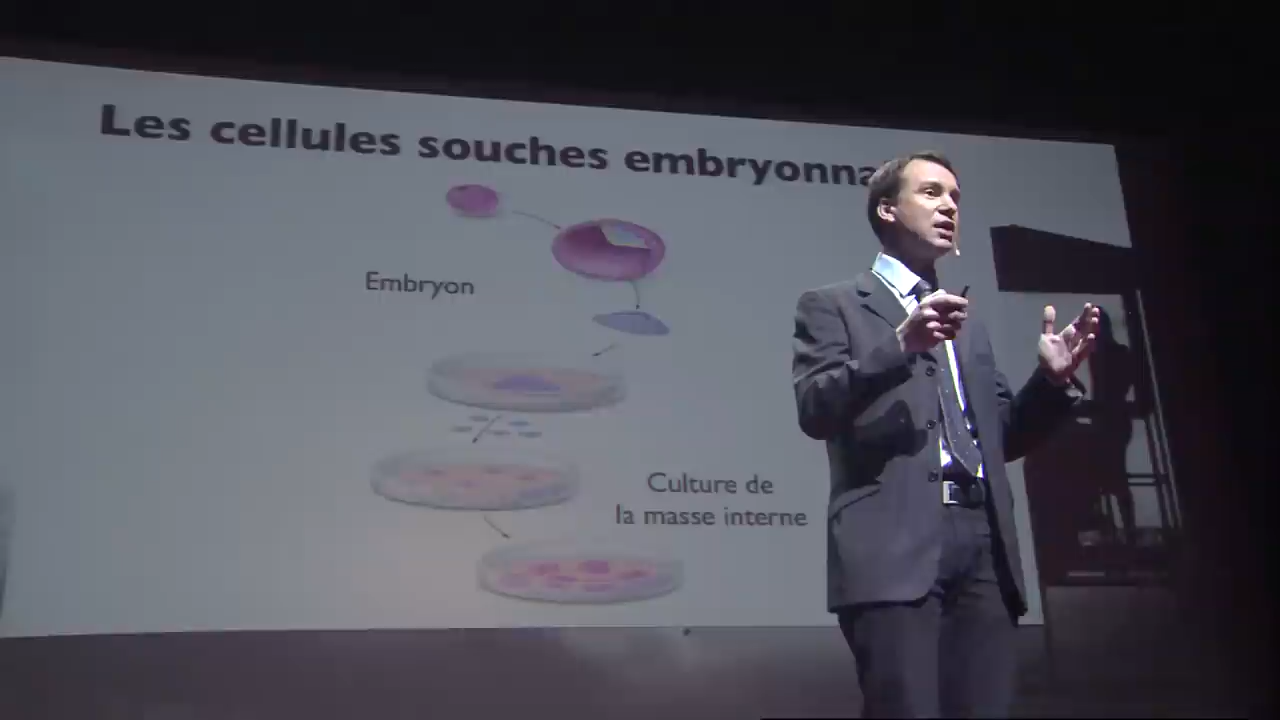 Les cellules souches embryonna
Embryon
Culture de
la masse interne